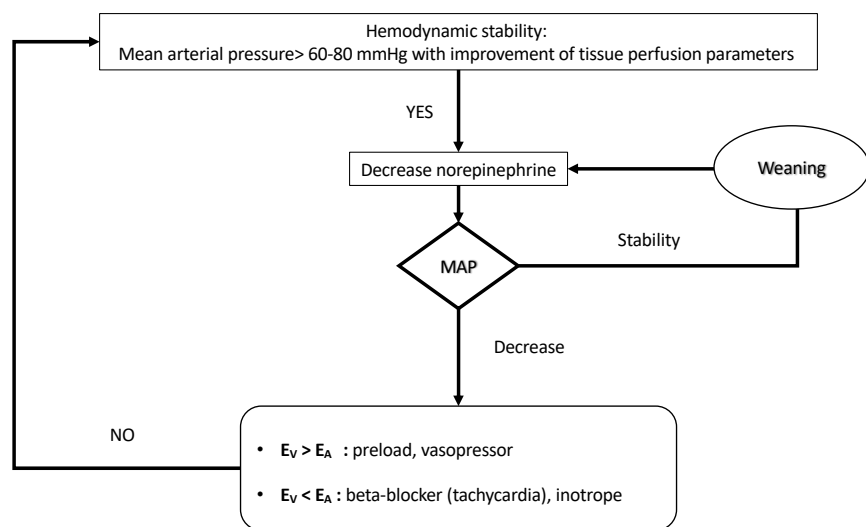 Hemodynamic stability:
Mean arterial pressure> 60-80 mmHg with improvement of tissue perfusion parameters
YES
Decrease norepinephrine
Weaning
Stability
MAP
Decrease
NO
• Eᵥ > Eₐ : preload, vasopressor
• Eᵥ < Eₐ : beta-blocker (tachycardia), inotrope